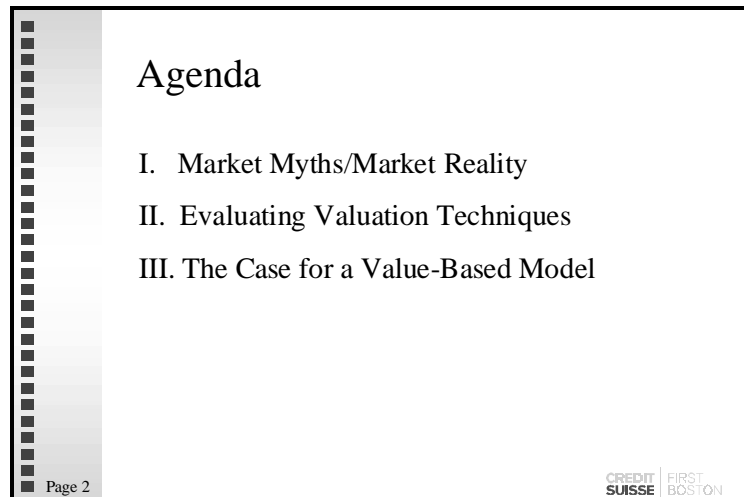 Agenda
I. Market Myths/Market Reality
II. Evaluating Valuation Techniques
III. The Case for a Value-Based Model
Page 2
CREDIT FIRST
SUISSE BOSTON